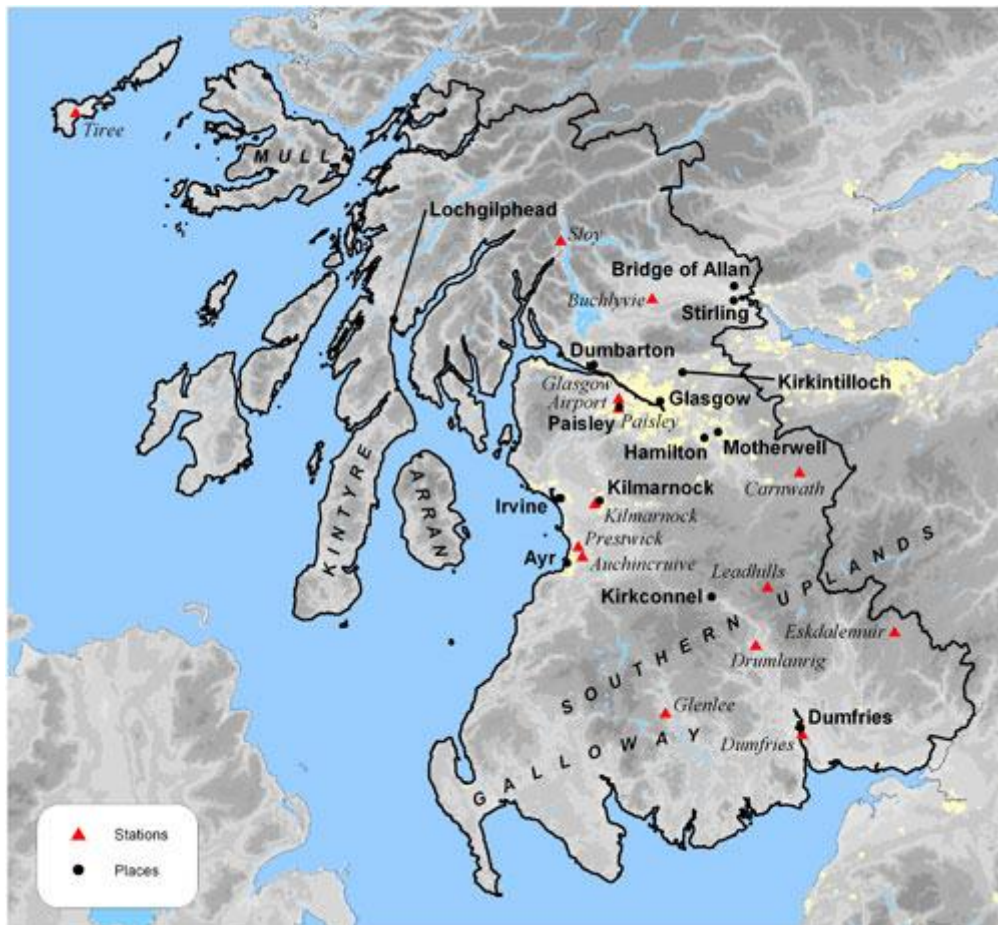 Tiree
MULL
Lochgilphead
Sloy
Bridge of Allan
Buchlyvie
Stirling
Dumbarton
Glasgow
Airport
Kirkintilloch
Glasgow
Paisley
Paisley
Hamilton
Motherwell
Carnwath
KINTYRE
ARRAN
Irvine
Kilmarnock
Kilmarnock
Prestwick
Ayr
Auchincruive
Leadhills
Kirkconnel
SOUTHERN UPLANDS
Eskdalemuir
Drumlanrig
Glenlee
GALLOWAY
Dumfries
Dumfries
Stations
Places